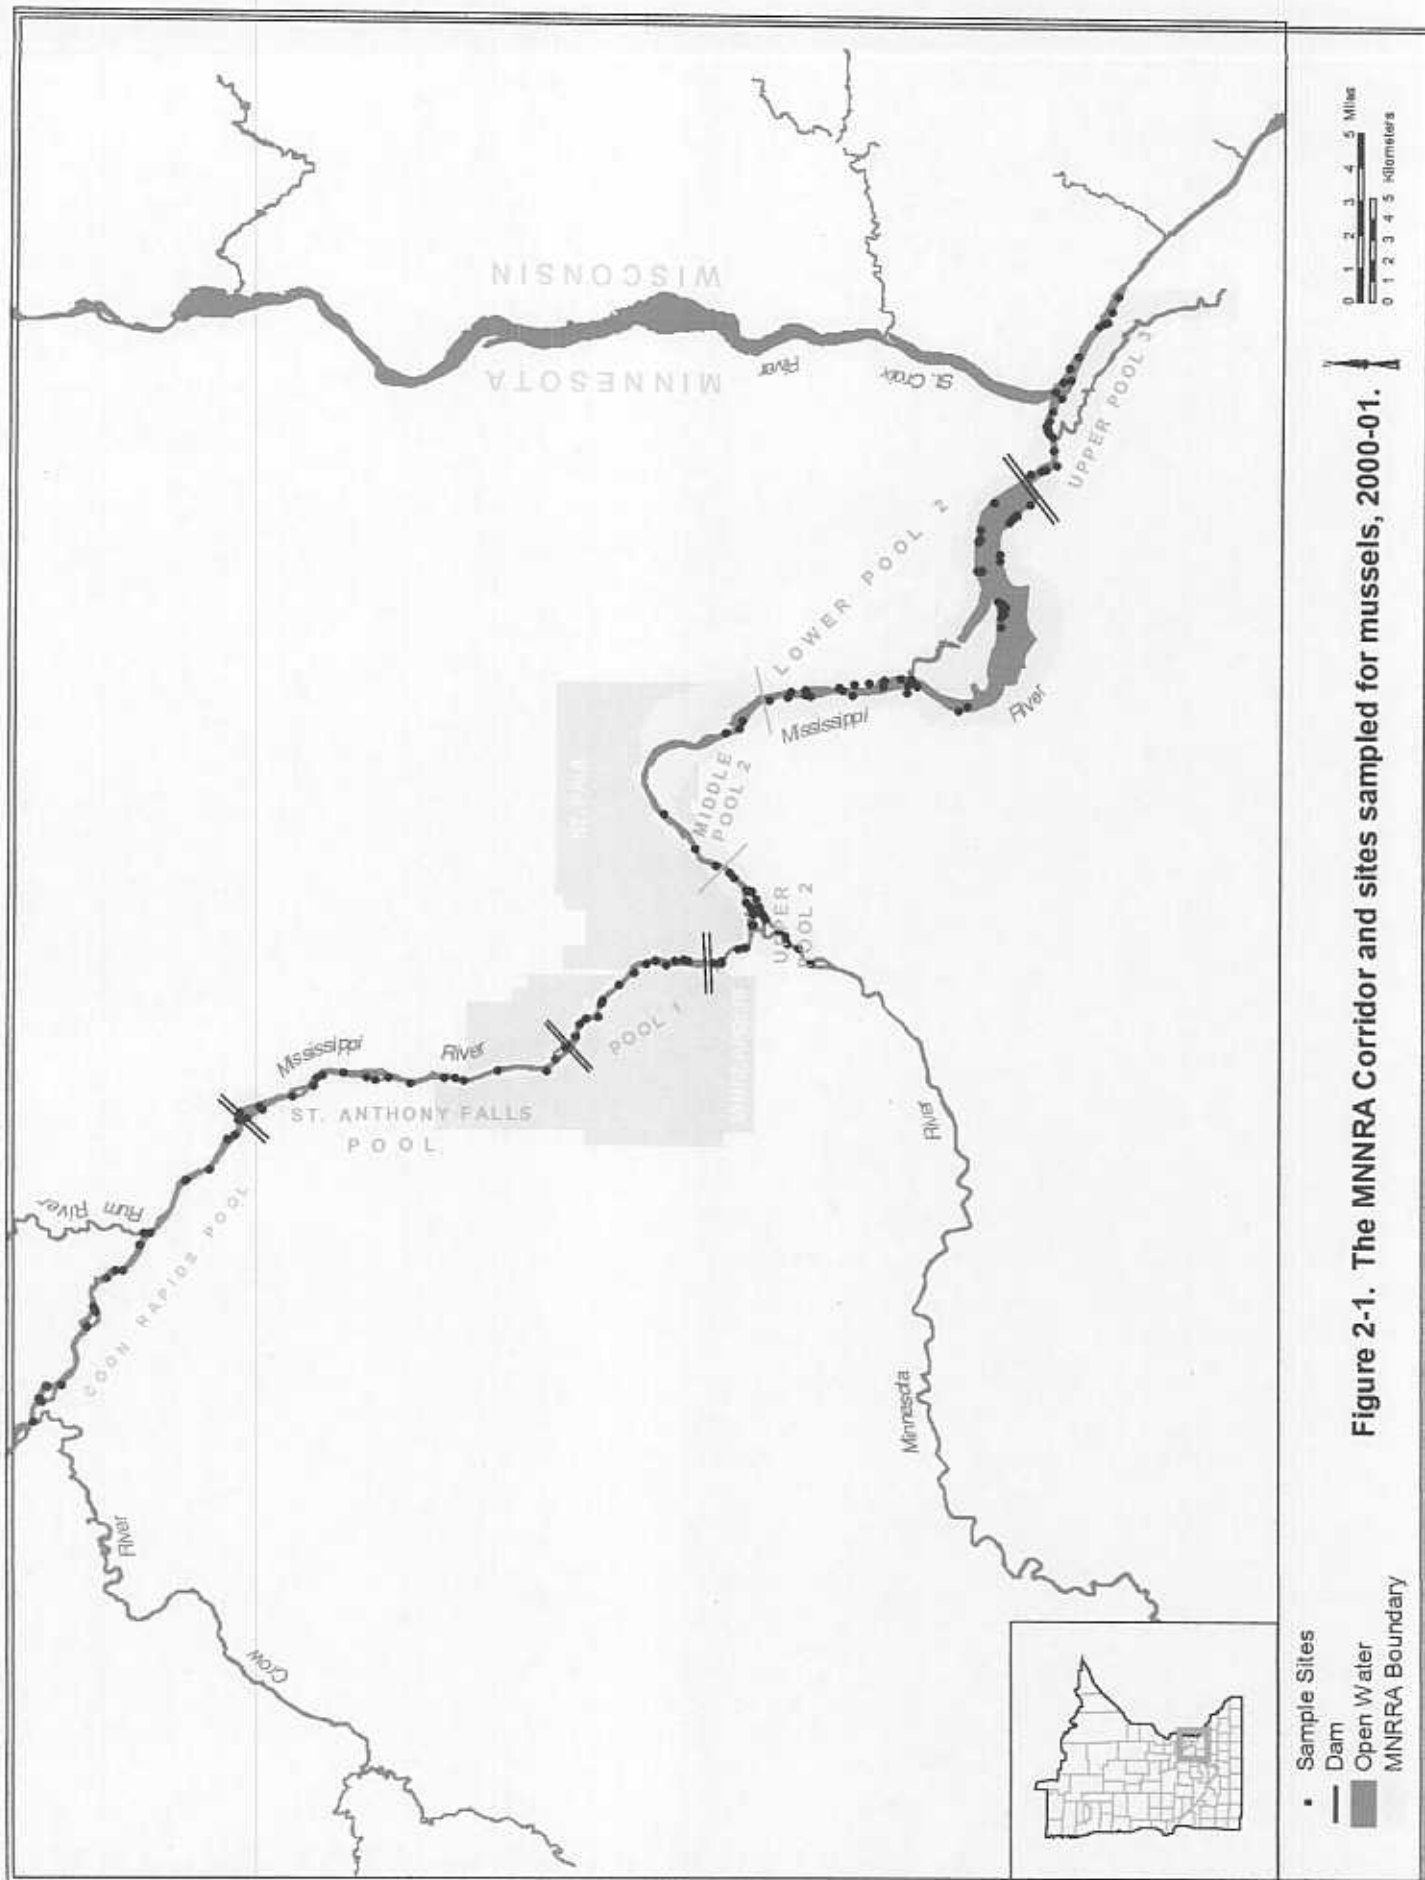 WISCONSIN
MINNESOTA
St. Croix
River
Rum
River
COON RAPIDS POOL
Mississippi
River
ST. ANTHONY FALLS
POOL
POOL 1
UPPER
POOL 2
MIDDLE
POOL 2
LOWER POOL 2
Mississippi
River
UPPER POOL 3
Crow
River
Minnesota
River
Sample Sites
Dam
Open Water
MNRRA Boundary
0 1 2 3 4 5 Miles
0 1 2 3 4 5 Kilometers
Figure 2-1. The MNNRA Corridor and sites sampled for mussels, 2000-01.